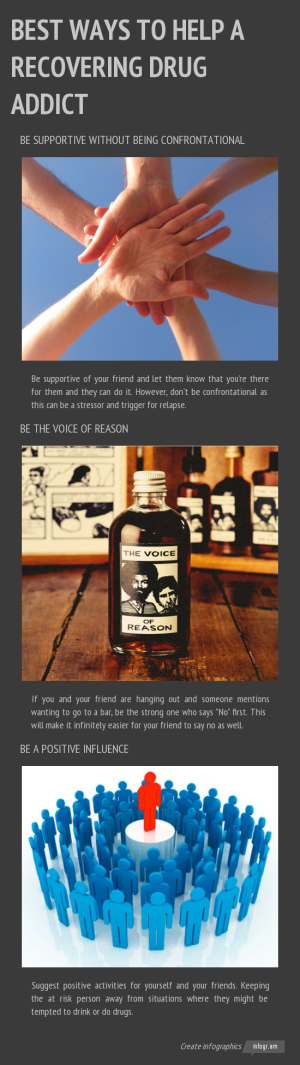 BEST WAYS TO HELP A
RECOVERING DRUG
ADDICT
BE SUPPORTIVE WITHOUT BEING CONFRONTATIONAL
Be supportive of your friend and let them know that you're there
for them and they can do it. However, don't be confrontational as
this can be a stressor and trigger for relapse.
BE THE VOICE OF REASON
THE VOICE
OF
REASON
If you and your friend are hanging out and someone mentions
wanting to go to a bar, be the strong one who says "No" first. This
will make it infinitely easier for your friend to say no as well.
BE A POSITIVE INFLUENCE
Suggest positive activities for yourself and your friends. Keeping
the at risk person away from situations where they might be
tempted to drink or do drugs.
Create infographics infogr.am